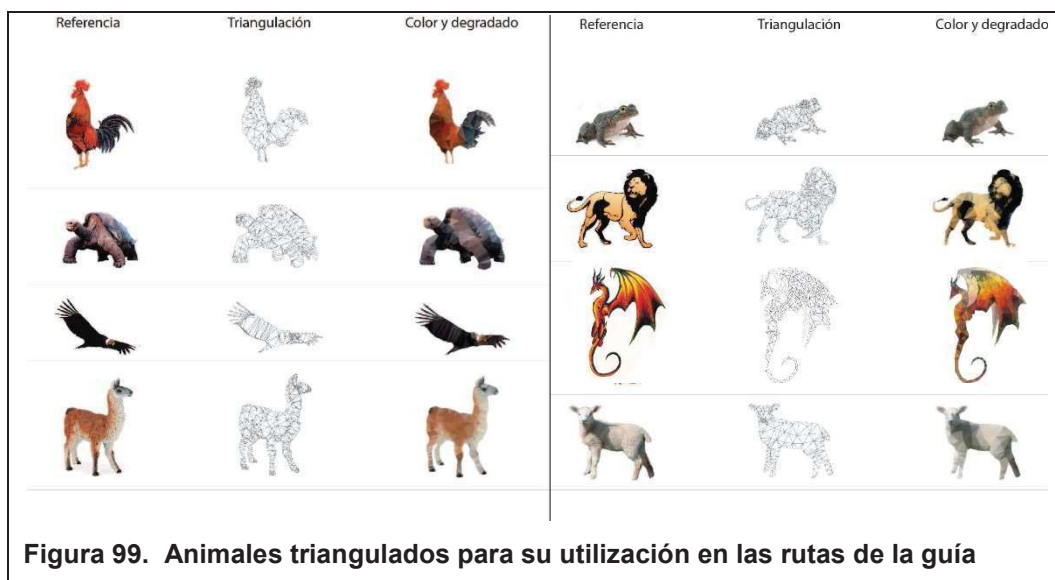 Referencia Triangulación Color y degradado Referencia Triangulación Color y degradado
Figura 99. Animales triangulados para su utilización en las rutas de la guía